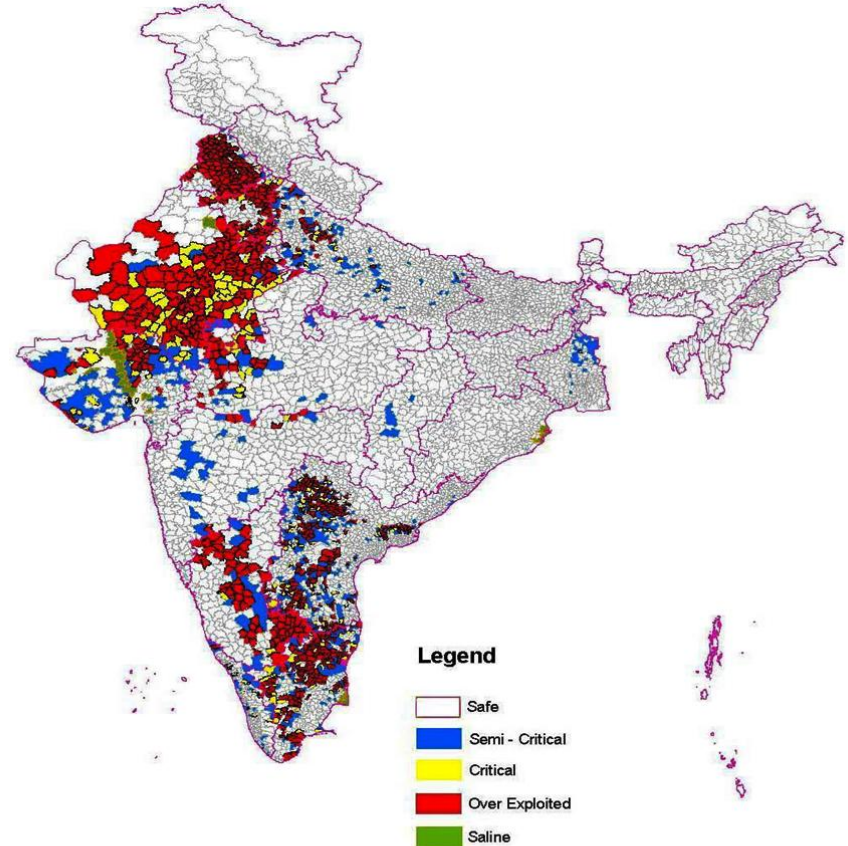 Legend
Safe
Semi - Critical
Critical
Over Exploited
Saline